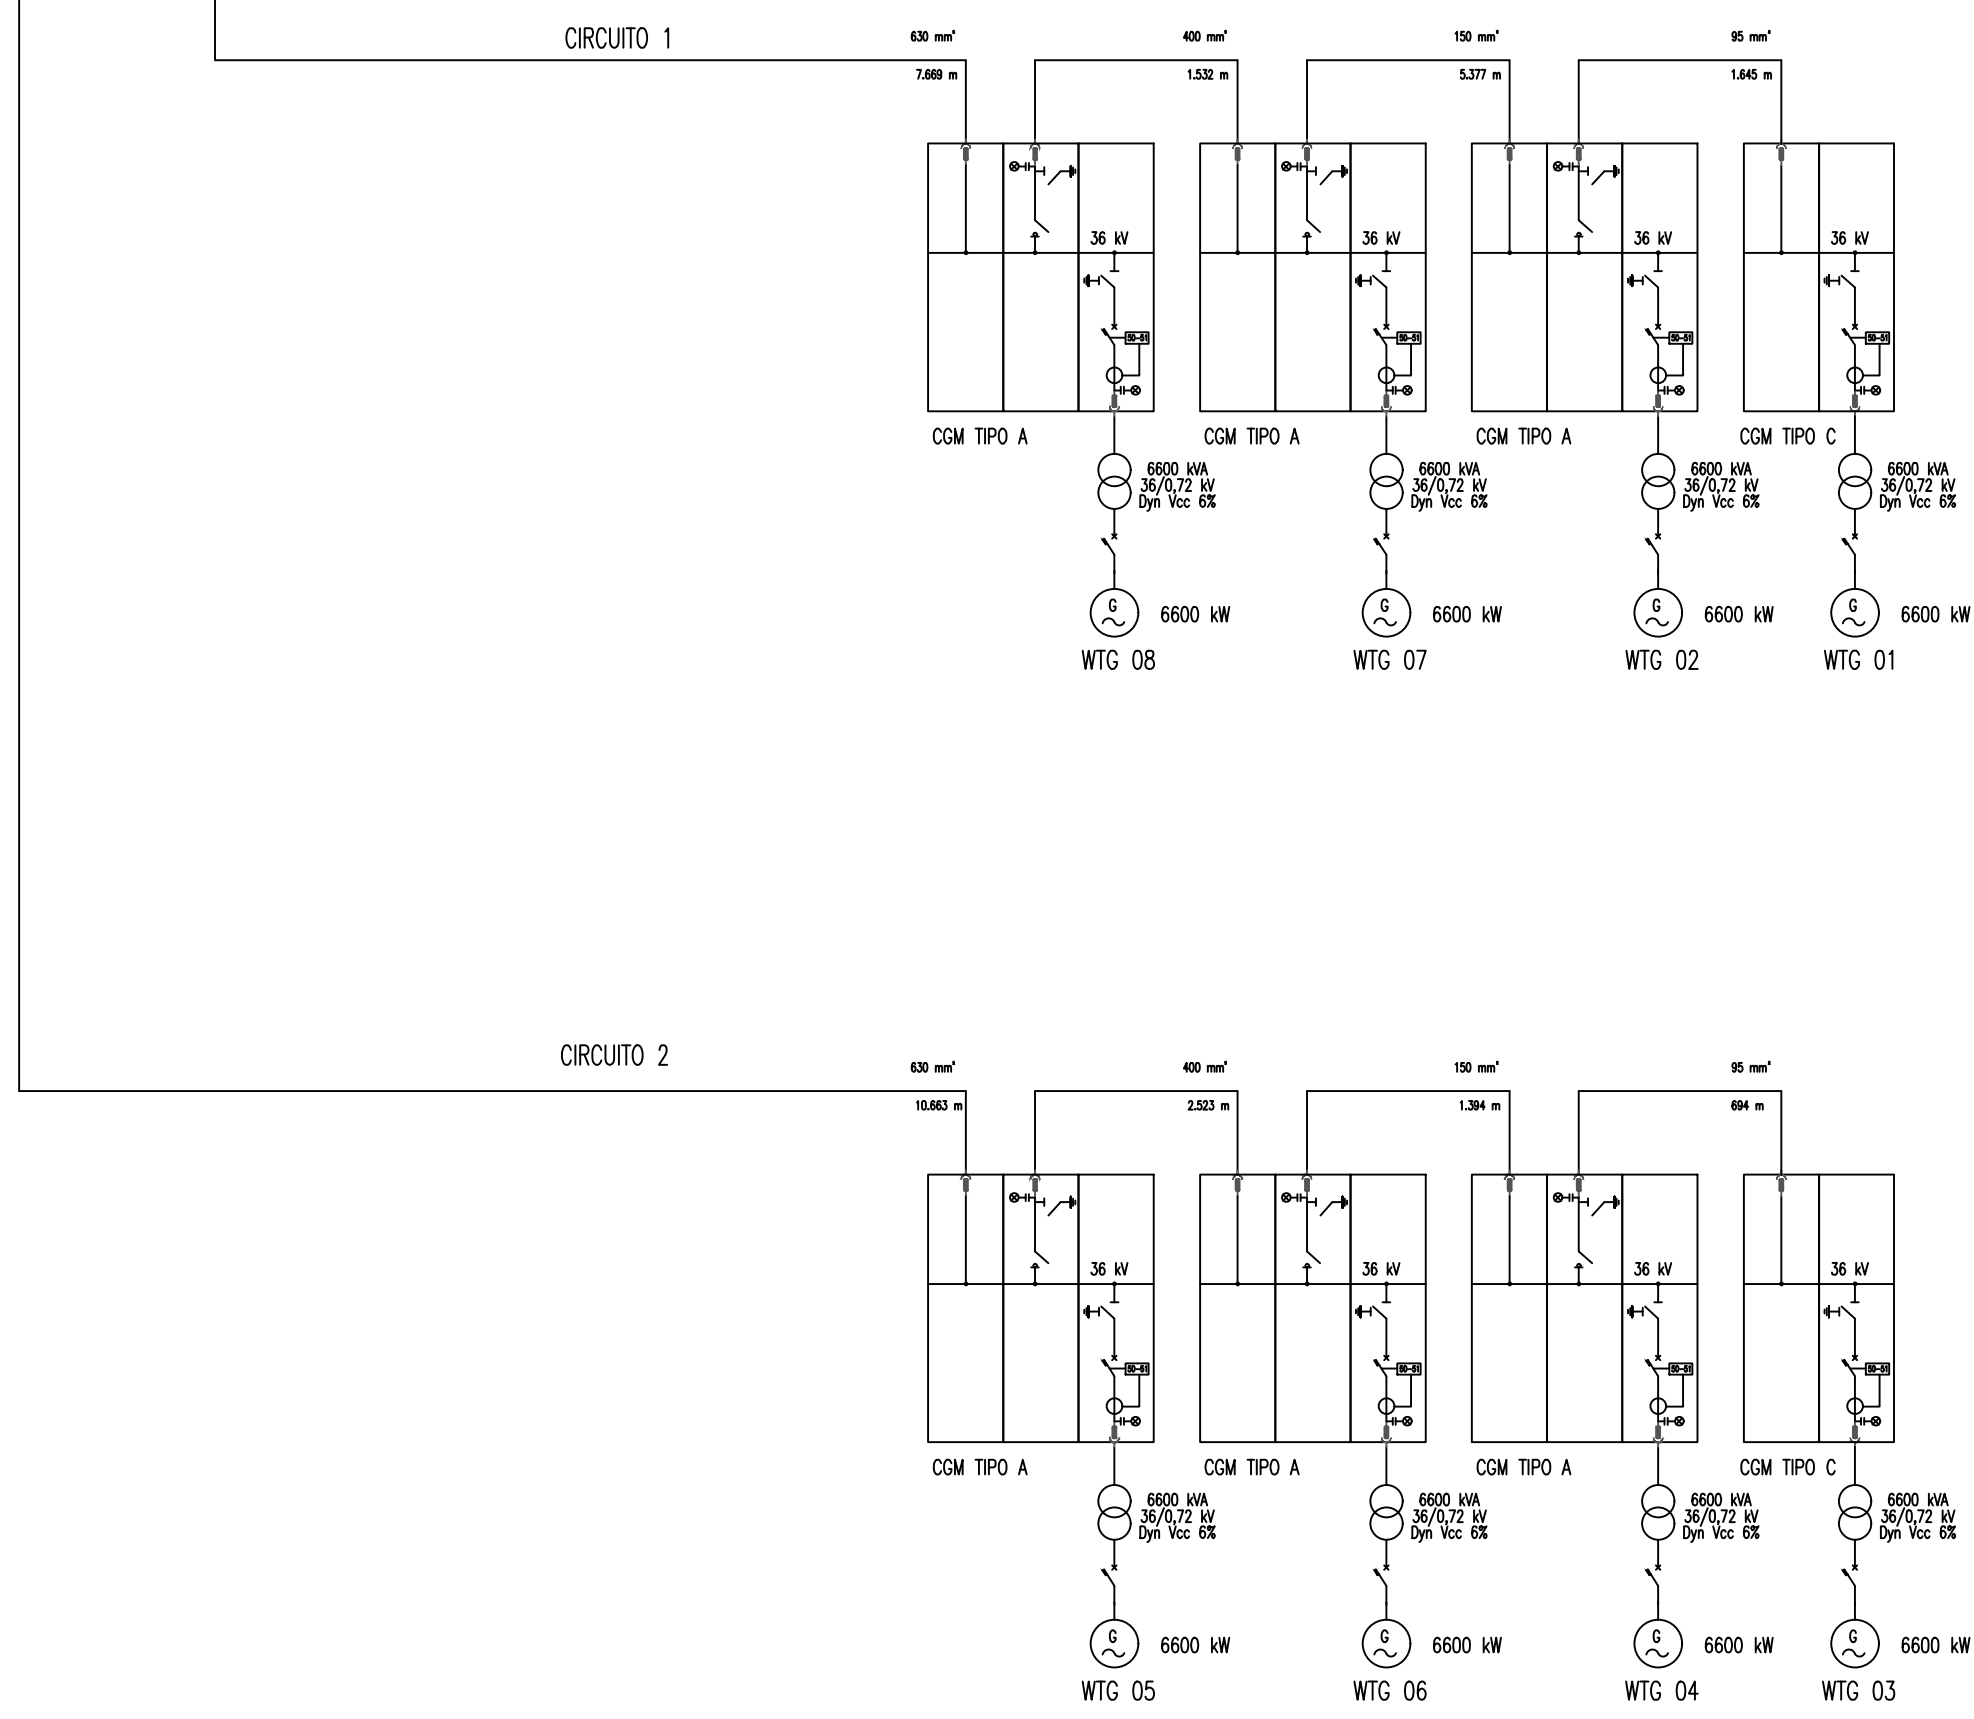 CIRCUITO 1
630 mm² 400 mm² 150 mm² 95 mm²
7.669 m 1.532 m 5.377 m 1.645 m
36 kV 36 kV 36 kV 36 kV
50-51 50-51 50-51 50-51
CGM TIPO A CGM TIPO A CGM TIPO A CGM TIPO C
6600 kVA 6600 kVA 6600 kVA 6600 kVA
36/0,72 kV 36/0,72 kV 36/0,72 kV 36/0,72 kV
Dyn Vcc 6% Dyn Vcc 6% Dyn Vcc 6% Dyn Vcc 6%
G 6600 kW G 6600 kW G 6600 kW G 6600 kW
WTG 08 WTG 07 WTG 02 WTG 01
CIRCUITO 2
630 mm² 400 mm² 150 mm² 95 mm²
10.663 m 2.523 m 1.394 m 694 m
36 kV 36 kV 36 kV 36 kV
50-51 50-51 50-51 50-51
CGM TIPO A CGM TIPO A CGM TIPO A CGM TIPO C
6600 kVA 6600 kVA 6600 kVA 6600 kVA
36/0,72 kV 36/0,72 kV 36/0,72 kV 36/0,72 kV
Dyn Vcc 6% Dyn Vcc 6% Dyn Vcc 6% Dyn Vcc 6%
G 6600 kW G 6600 kW G 6600 kW G 6600 kW
WTG 05 WTG 06 WTG 04 WTG 03